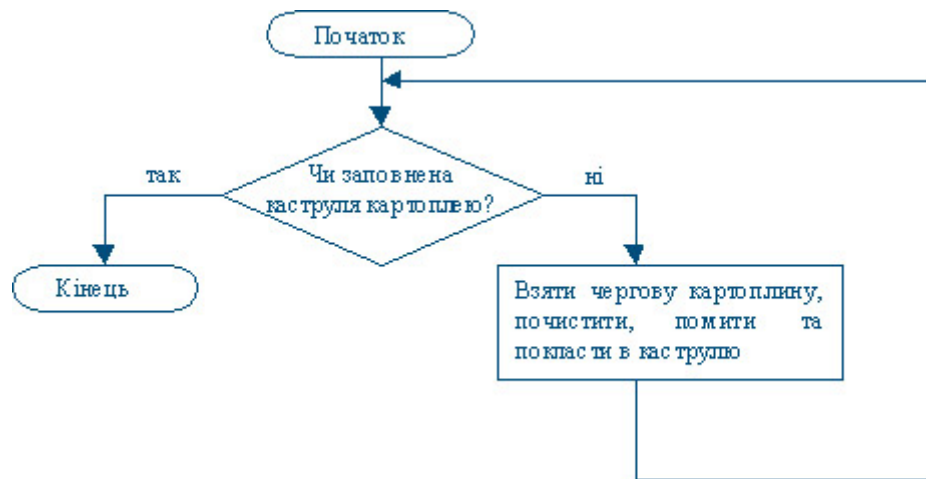 Початок
Чи заповнена
каструля картоплею?
так
ні
Кінець
Взяти чергову картоплину,
почистити, помити та
покласти в каструлю